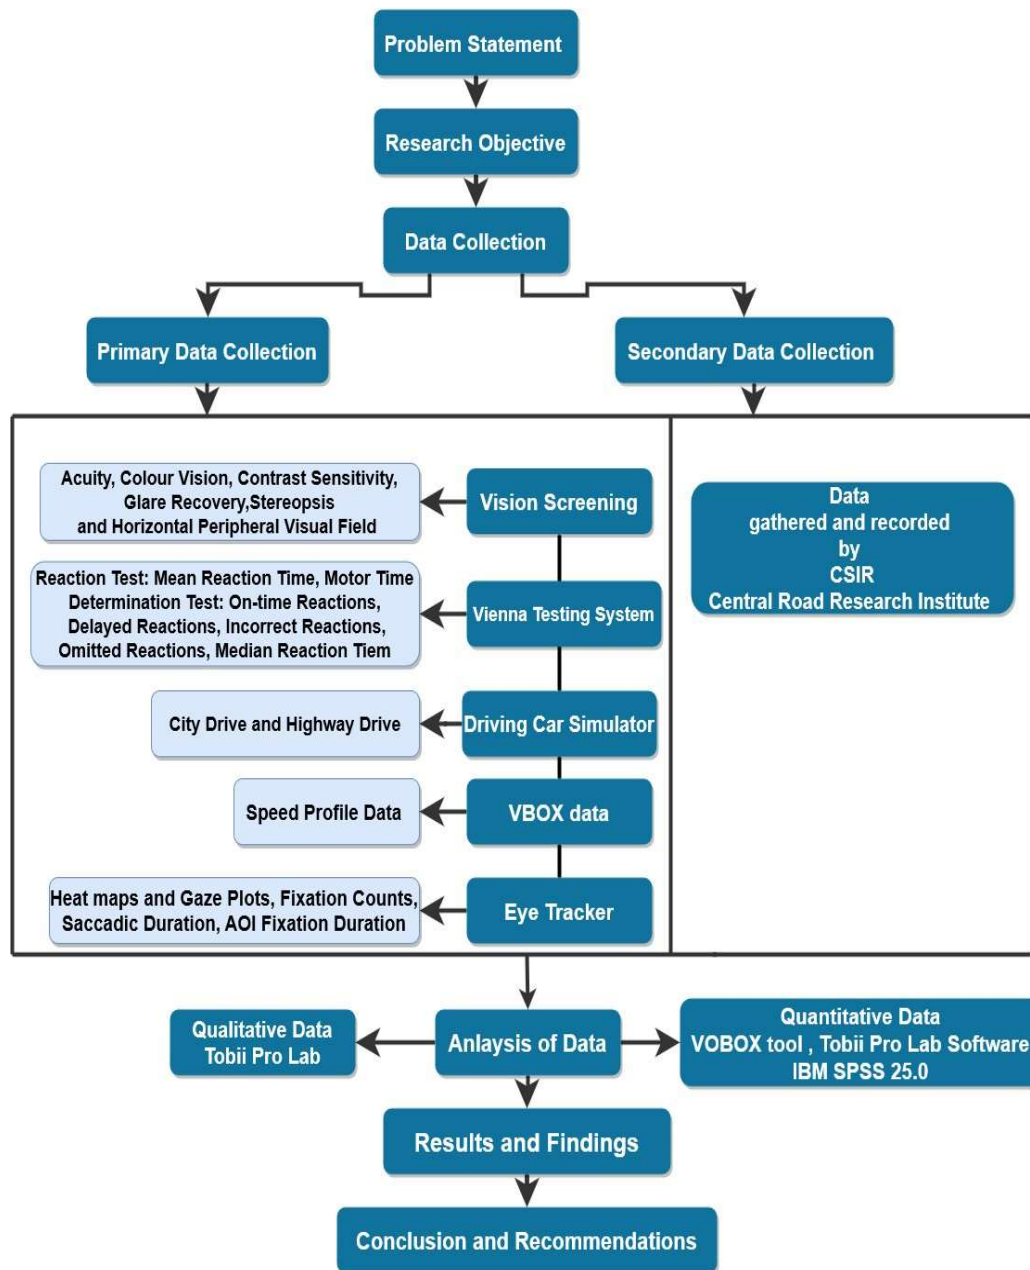 Problem Statement
Research Objective
Data Collection
Primary Data Collection
Secondary Data Collection
Acuity, Colour Vision, Contrast Sensitivity,
Glare Recovery,Stereopsis
and Horizontal Peripheral Visual Field
Vision Screening
Reaction Test: Mean Reaction Time, Motor Time
Determination Test: On-time Reactions,
Delayed Reactions, Incorrect Reactions,
Omitted Reactions, Median Reaction Tiem
Vienna Testing System
City Drive and Highway Drive
Driving Car Simulator
Speed Profile Data
VBOX data
Heat maps and Gaze Plots, Fixation Counts,
Saccadic Duration, AOI Fixation Duration
Eye Tracker
Data
gathered and recorded
by
CSIR
Central Road Research Institute
Qualitative Data
Tobii Pro Lab
Anlaysis of Data
Quantitative Data
VOBOX tool , Tobii Pro Lab Software
IBM SPSS 25.0
Results and Findings
Conclusion and Recommendations